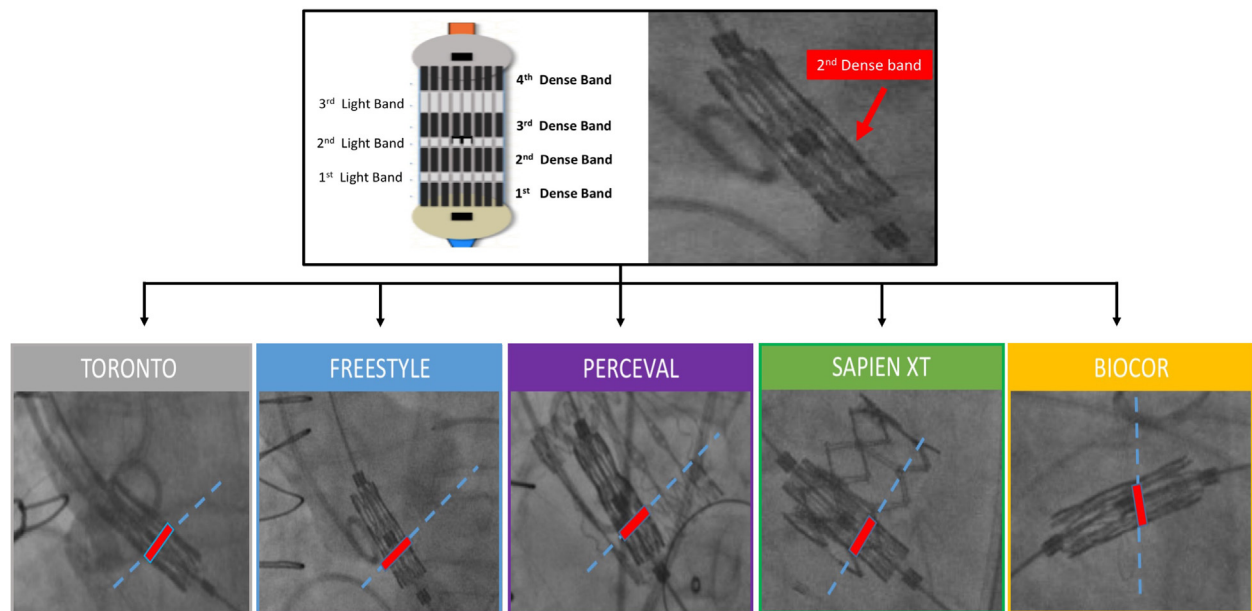 4th Dense Band
3rd Light Band
3rd Dense Band
2nd Light Band
2nd Dense Band
1st Light Band
1st Dense Band
2nd Dense band
TORONTO
FREESTYLE
PERCEVAL
SAPIEN XT
BIOCOR